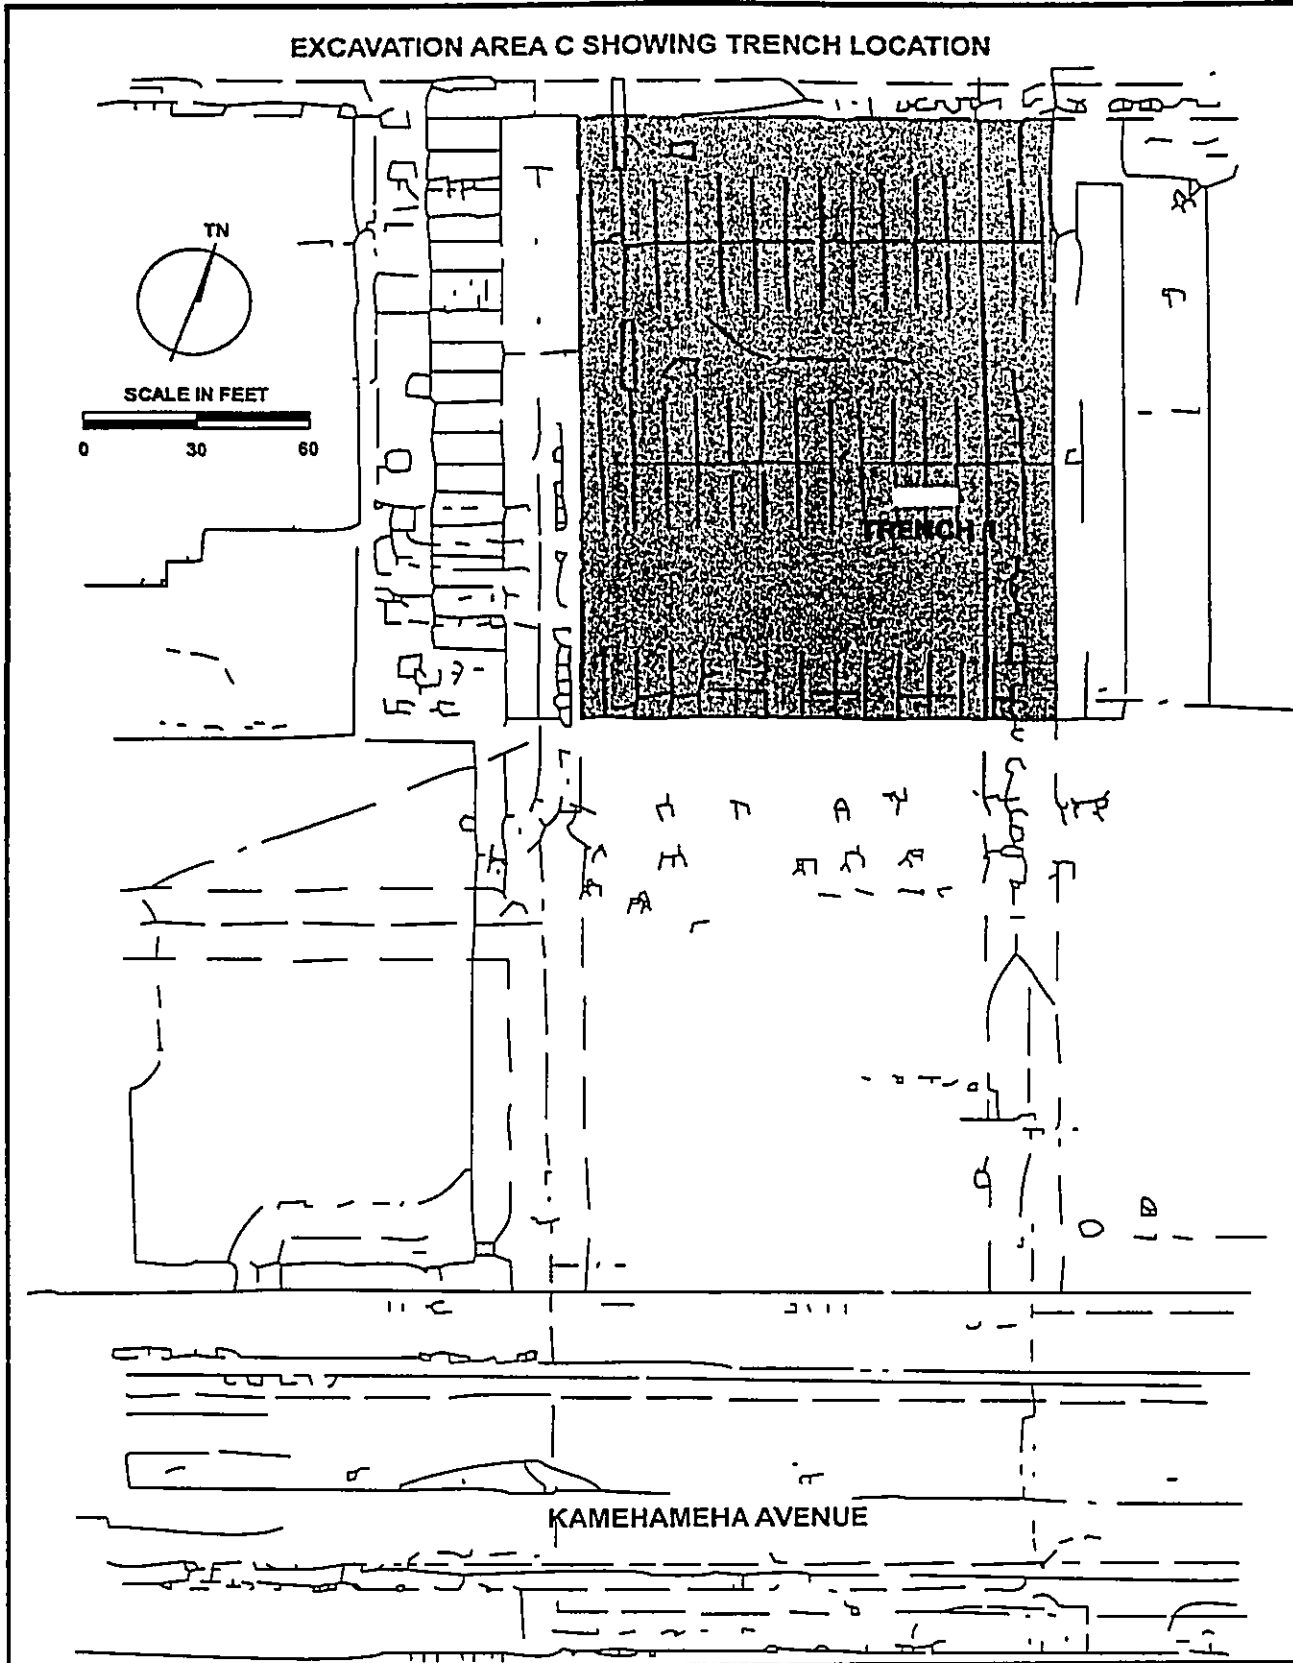 EXCAVATION AREA C SHOWING TRENCH LOCATION
TN
SCALE IN FEET
0 30 60
TRENCH 1
KAMEHAMEHA AVENUE